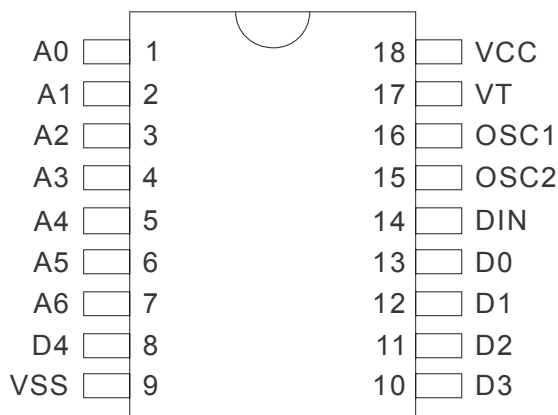 A0 1 18 VCC
A1 2 17 VT
A2 3 16 OSC1
A3 4 15 OSC2
A4 5 14 DIN
A5 6 13 D0
A6 7 12 D1
D4 8 11 D2
VSS 9 10 D3